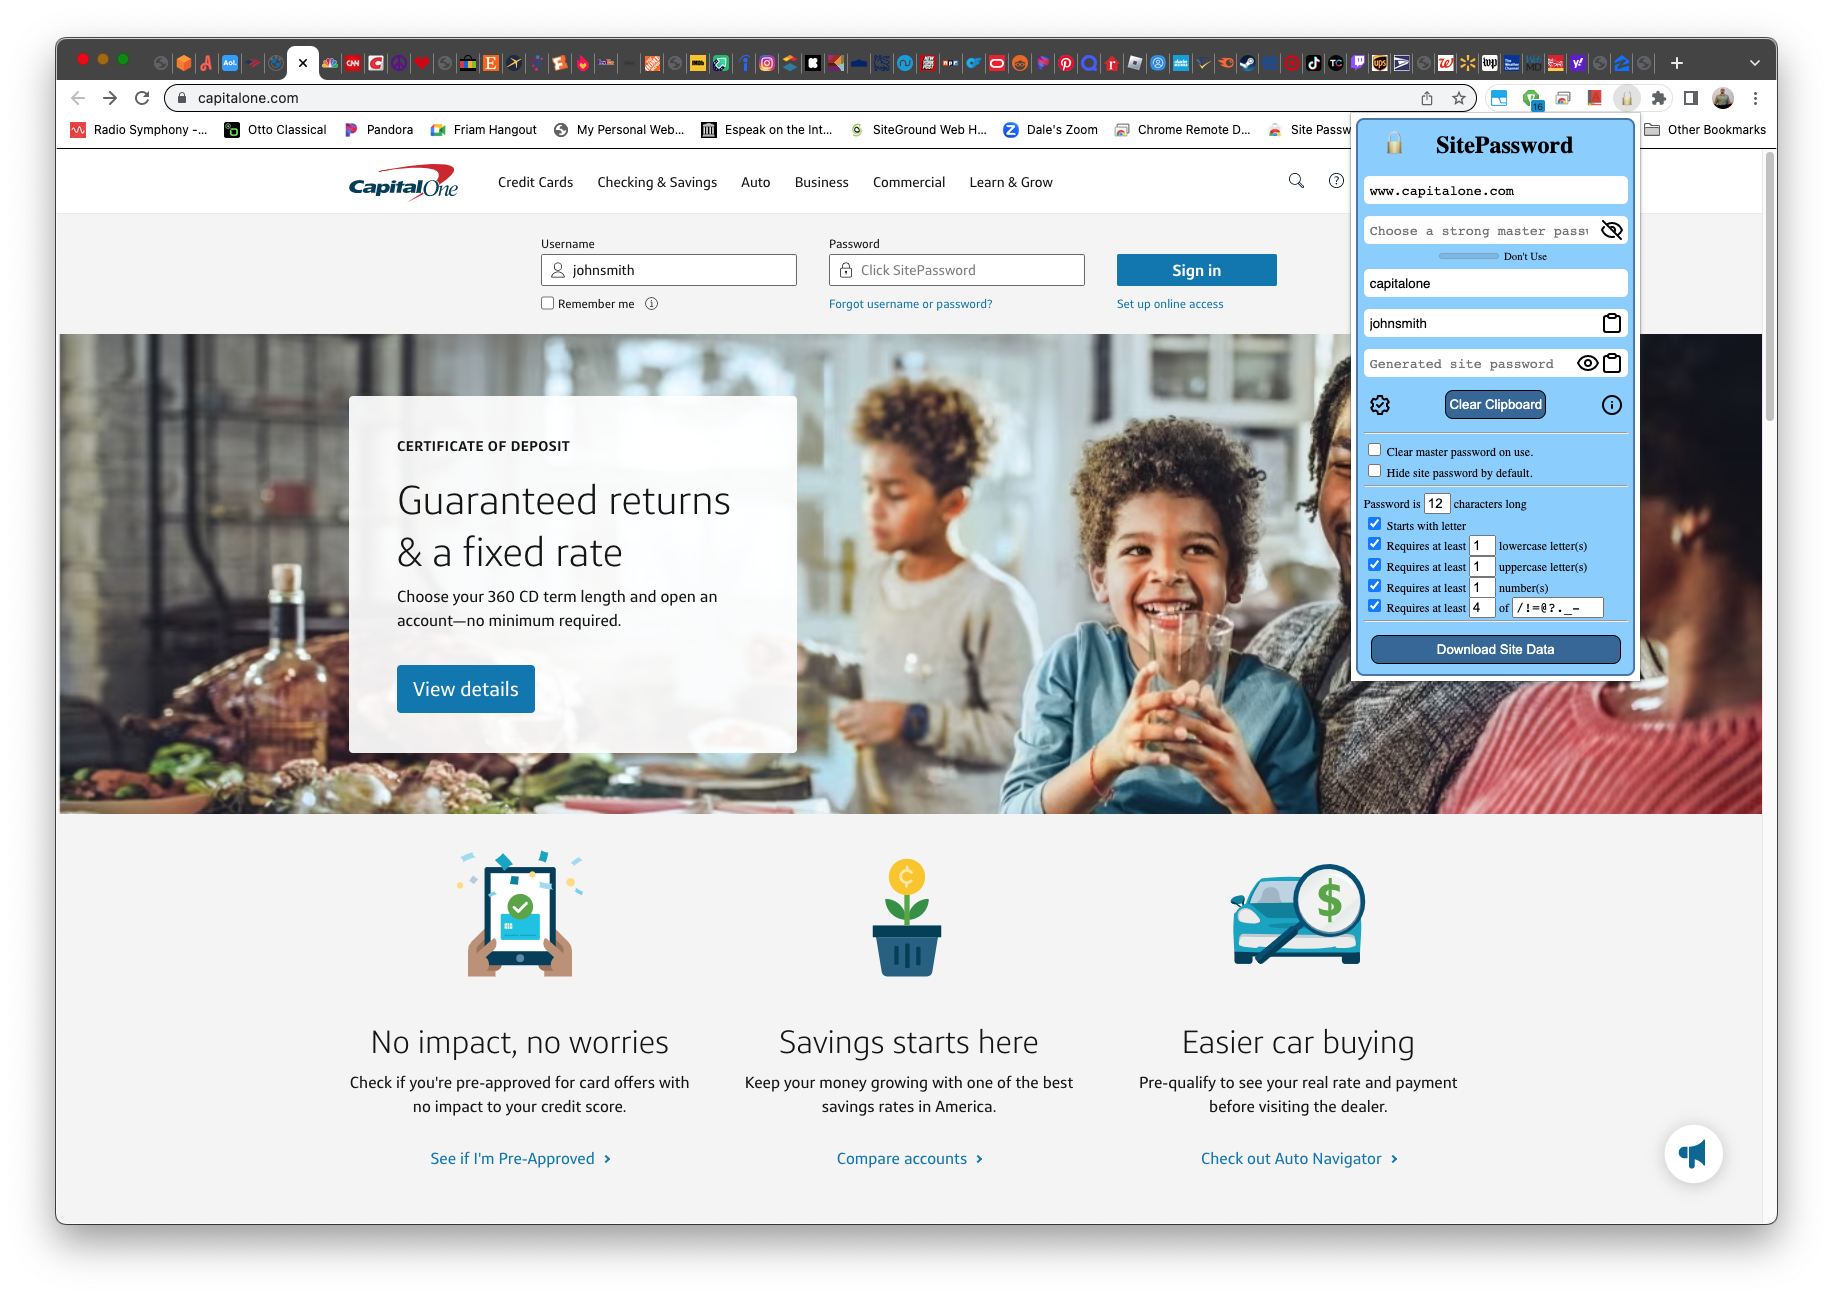 Aol.
CNN
capitalone.com
16
Radio Symphony -...
Otto Classical
Pandora
Friam Hangout
My Personal Web...
Espeak on the Int...
SiteGround Web H...
Dale's Zoom
Chrome Remote D...
Site Passw
Other Bookmarks
CapitalOne
Credit Cards
Checking & Savings
Auto
Business
Commercial
Learn & Grow
Username
johnsmith
Remember me
Password
Click SitePassword
Forgot username or password?
Sign in
Set up online access
SitePassword
www.capitalone.com
Choose a strong master passw
Don't Use
capitalone
johnsmith
Generated site password
Clear Clipboard
Clear master password on use.
Hide site password by default.
Password is 12 characters long
Starts with letter
Requires at least 1 lowercase letter(s)
Requires at least 1 uppercase letter(s)
Requires at least 1 number(s)
Requires at least 4 of /!=@?._-
Download Site Data
CERTIFICATE OF DEPOSIT
Guaranteed returns
& a fixed rate
Choose your 360 CD term length and open an
account—no minimum required.
View details
No impact, no worries
Check if you're pre-approved for card offers with
no impact to your credit score.
See if I'm Pre-Approved
Savings starts here
Keep your money growing with one of the best
savings rates in America.
Compare accounts
Easier car buying
Pre-qualify to see your real rate and payment
before visiting the dealer.
Check out Auto Navigator